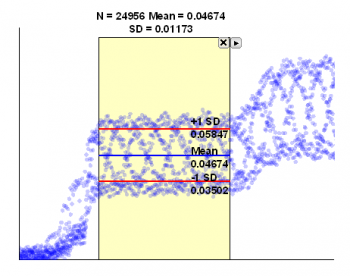 N = 24956 Mean = 0.04674
SD = 0.01173
+1 SD
0.05847
Mean
0.04674
-1 SD
0.03502